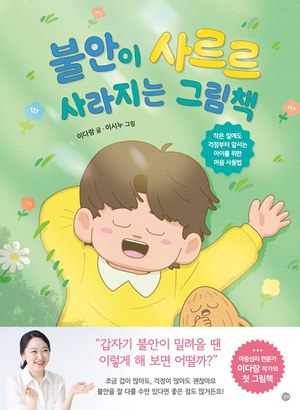 불안이 사르르
사라지는 그림책
이다랑 글·이시누 그림
작은 일에도
걱정부터 앞서는
아이를 위한
마음 사용법
“갑자기 불안이 밀려올 땐
이렇게 해 보면 어떨까?”
조금 겁이 많아도, 걱정이 많아도 괜찮아요
불안을 잘 다룰 수만 있다면 좋은 점도 많거든요!
아동심리 전문가
이다랑 작가의
첫 그림책